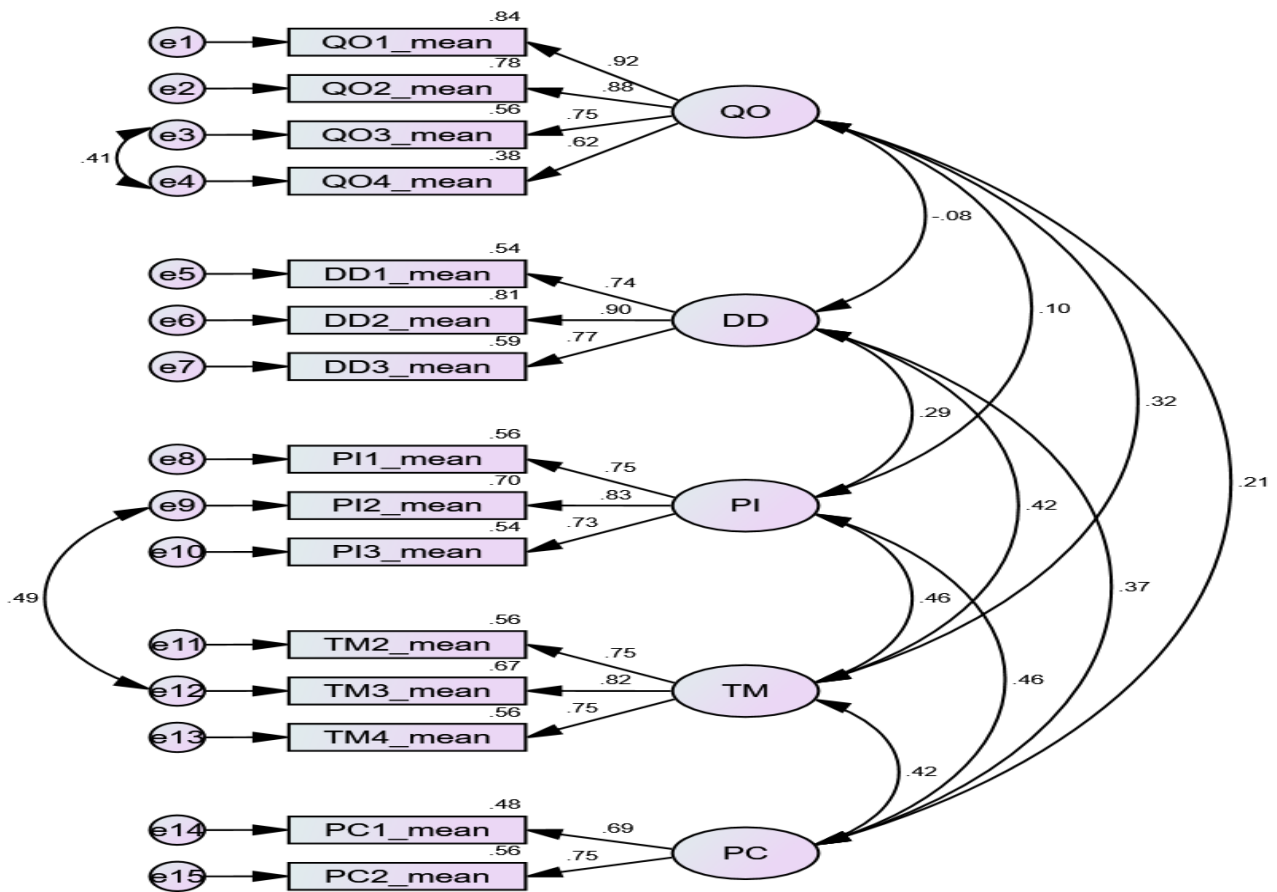 .84
e1 QO1_mean
.92
.78
e2 QO2_mean
.88
QO
.56
e3 QO3_mean
.75
.41
.38
e4 QO4_mean
.62
-.08
.54
e5 DD1_mean
.74
.81
e6 DD2_mean
.90
DD
.10
.59
e7 DD3_mean
.77
.32
.29
.56
e8 PI1_mean
.75
.70
e9 PI2_mean
.83
PI
.42
.21
.54
e10 PI3_mean
.73
.49
.46
.37
.56
e11 TM2_mean
.75
.67
e12 TM3_mean
.82
TM
.46
.56
e13 TM4_mean
.75
.42
.48
e14 PC1_mean
.69
PC
.56
e15 PC2_mean
.75